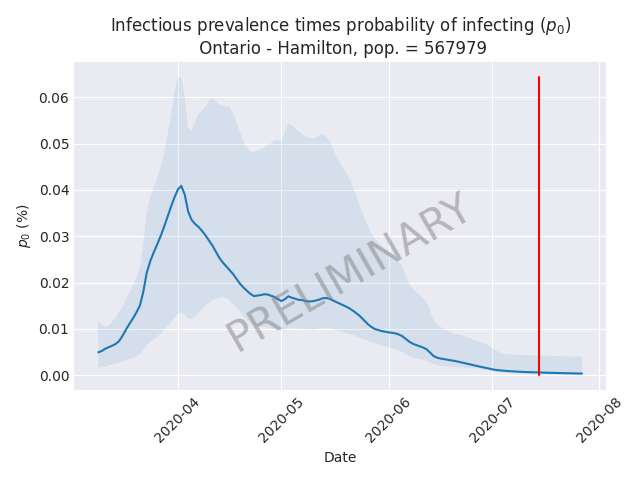 Infectious prevalence times probability of infecting (p₀)
Ontario - Hamilton, pop. = 567979
0.06
0.05
0.04
0.03
0.02
0.01
0.00
p₀ (%)
PRELIMINARY
2020-04
2020-05
2020-06
2020-07
2020-08
Date